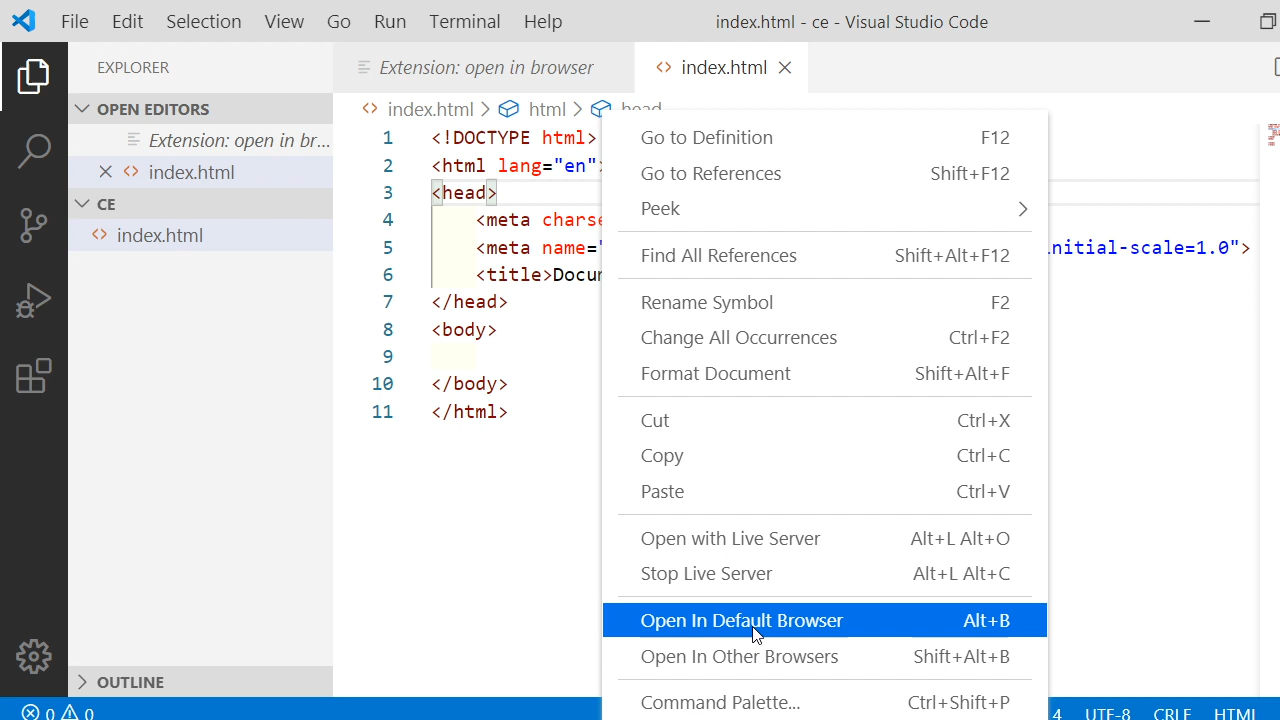 File Edit Selection View Go Run Terminal Help index.html - ce - Visual Studio Code
EXPLORER
OPEN EDITORS
Extension: open in br...
index.html
CE
index.html
OUTLINE
Extension: open in browser
index.html
index.html > html > head
1 <!DOCTYPE html>
2 <html lang="en">
3 <head>
4 <meta charse
5 <meta name=" nitial-scale=1.0">
6 <title>Docum
7 </head>
8 <body>
9
10 </body>
11 </html>
Go to Definition F12
Go to References Shift+F12
Peek
Find All References Shift+Alt+F12
Rename Symbol F2
Change All Occurrences Ctrl+F2
Format Document Shift+Alt+F
Cut Ctrl+X
Copy Ctrl+C
Paste Ctrl+V
Open with Live Server Alt+L Alt+O
Stop Live Server Alt+L Alt+C
Open In Default Browser Alt+B
Open In Other Browsers Shift+Alt+B
Command Palette... Ctrl+Shift+P
0 0 4 UTF-8 CRLF HTML